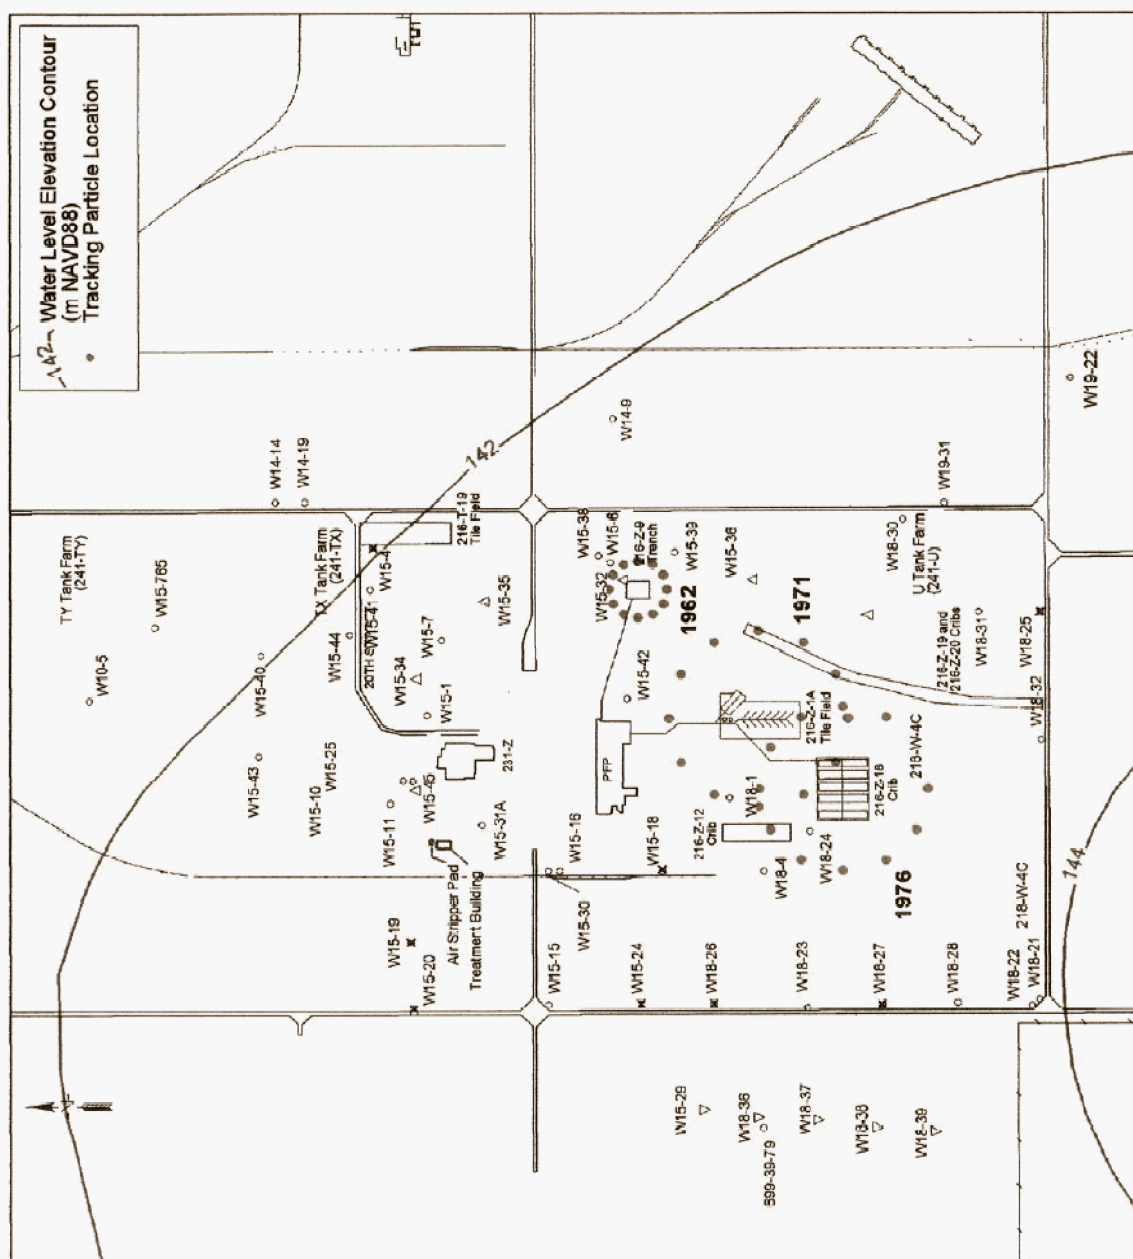 142
Water Level Elevation Contour
(m NAVD88)
Tracking Particle Location
W14-14
W14-19
142
W14-9
W19-22
W19-31
TY Tank Farm
(241-TY)
W15-765
W10-5
TX Tank Farm
(241-TX)
216-T-19
Tile Field
W15-4
W15-41
W15-44
W15-40
W15-7
W15-34
W15-35
W15-1
W15-43
W15-25
W15-10
W15-11
W15-45
231-Z
W15-31A
Air Stripper Pad
Treatment Building
W15-19
W15-20
W15-38
W15-6
216-Z-9
Trench
W15-32
W15-39
1962
W15-36
1971
W18-30
U Tank Farm
(241-U)
216-Z-19 and
216-Z-20 Cribs
W18-31
W18-25
W18-32
W15-42
PFP
216-Z-1A
Tile Field
218-W-4C
216-Z-18
Crib
W18-1
216-Z-12
Crib
W15-16
W15-18
W18-4
W18-24
1976
218-W-4C
144
W15-30
W15-15
W15-24
W18-26
W18-23
W18-27
W18-28
W18-22
W18-21
W15-29
W18-36
699-39-79
W18-37
W18-38
W18-39